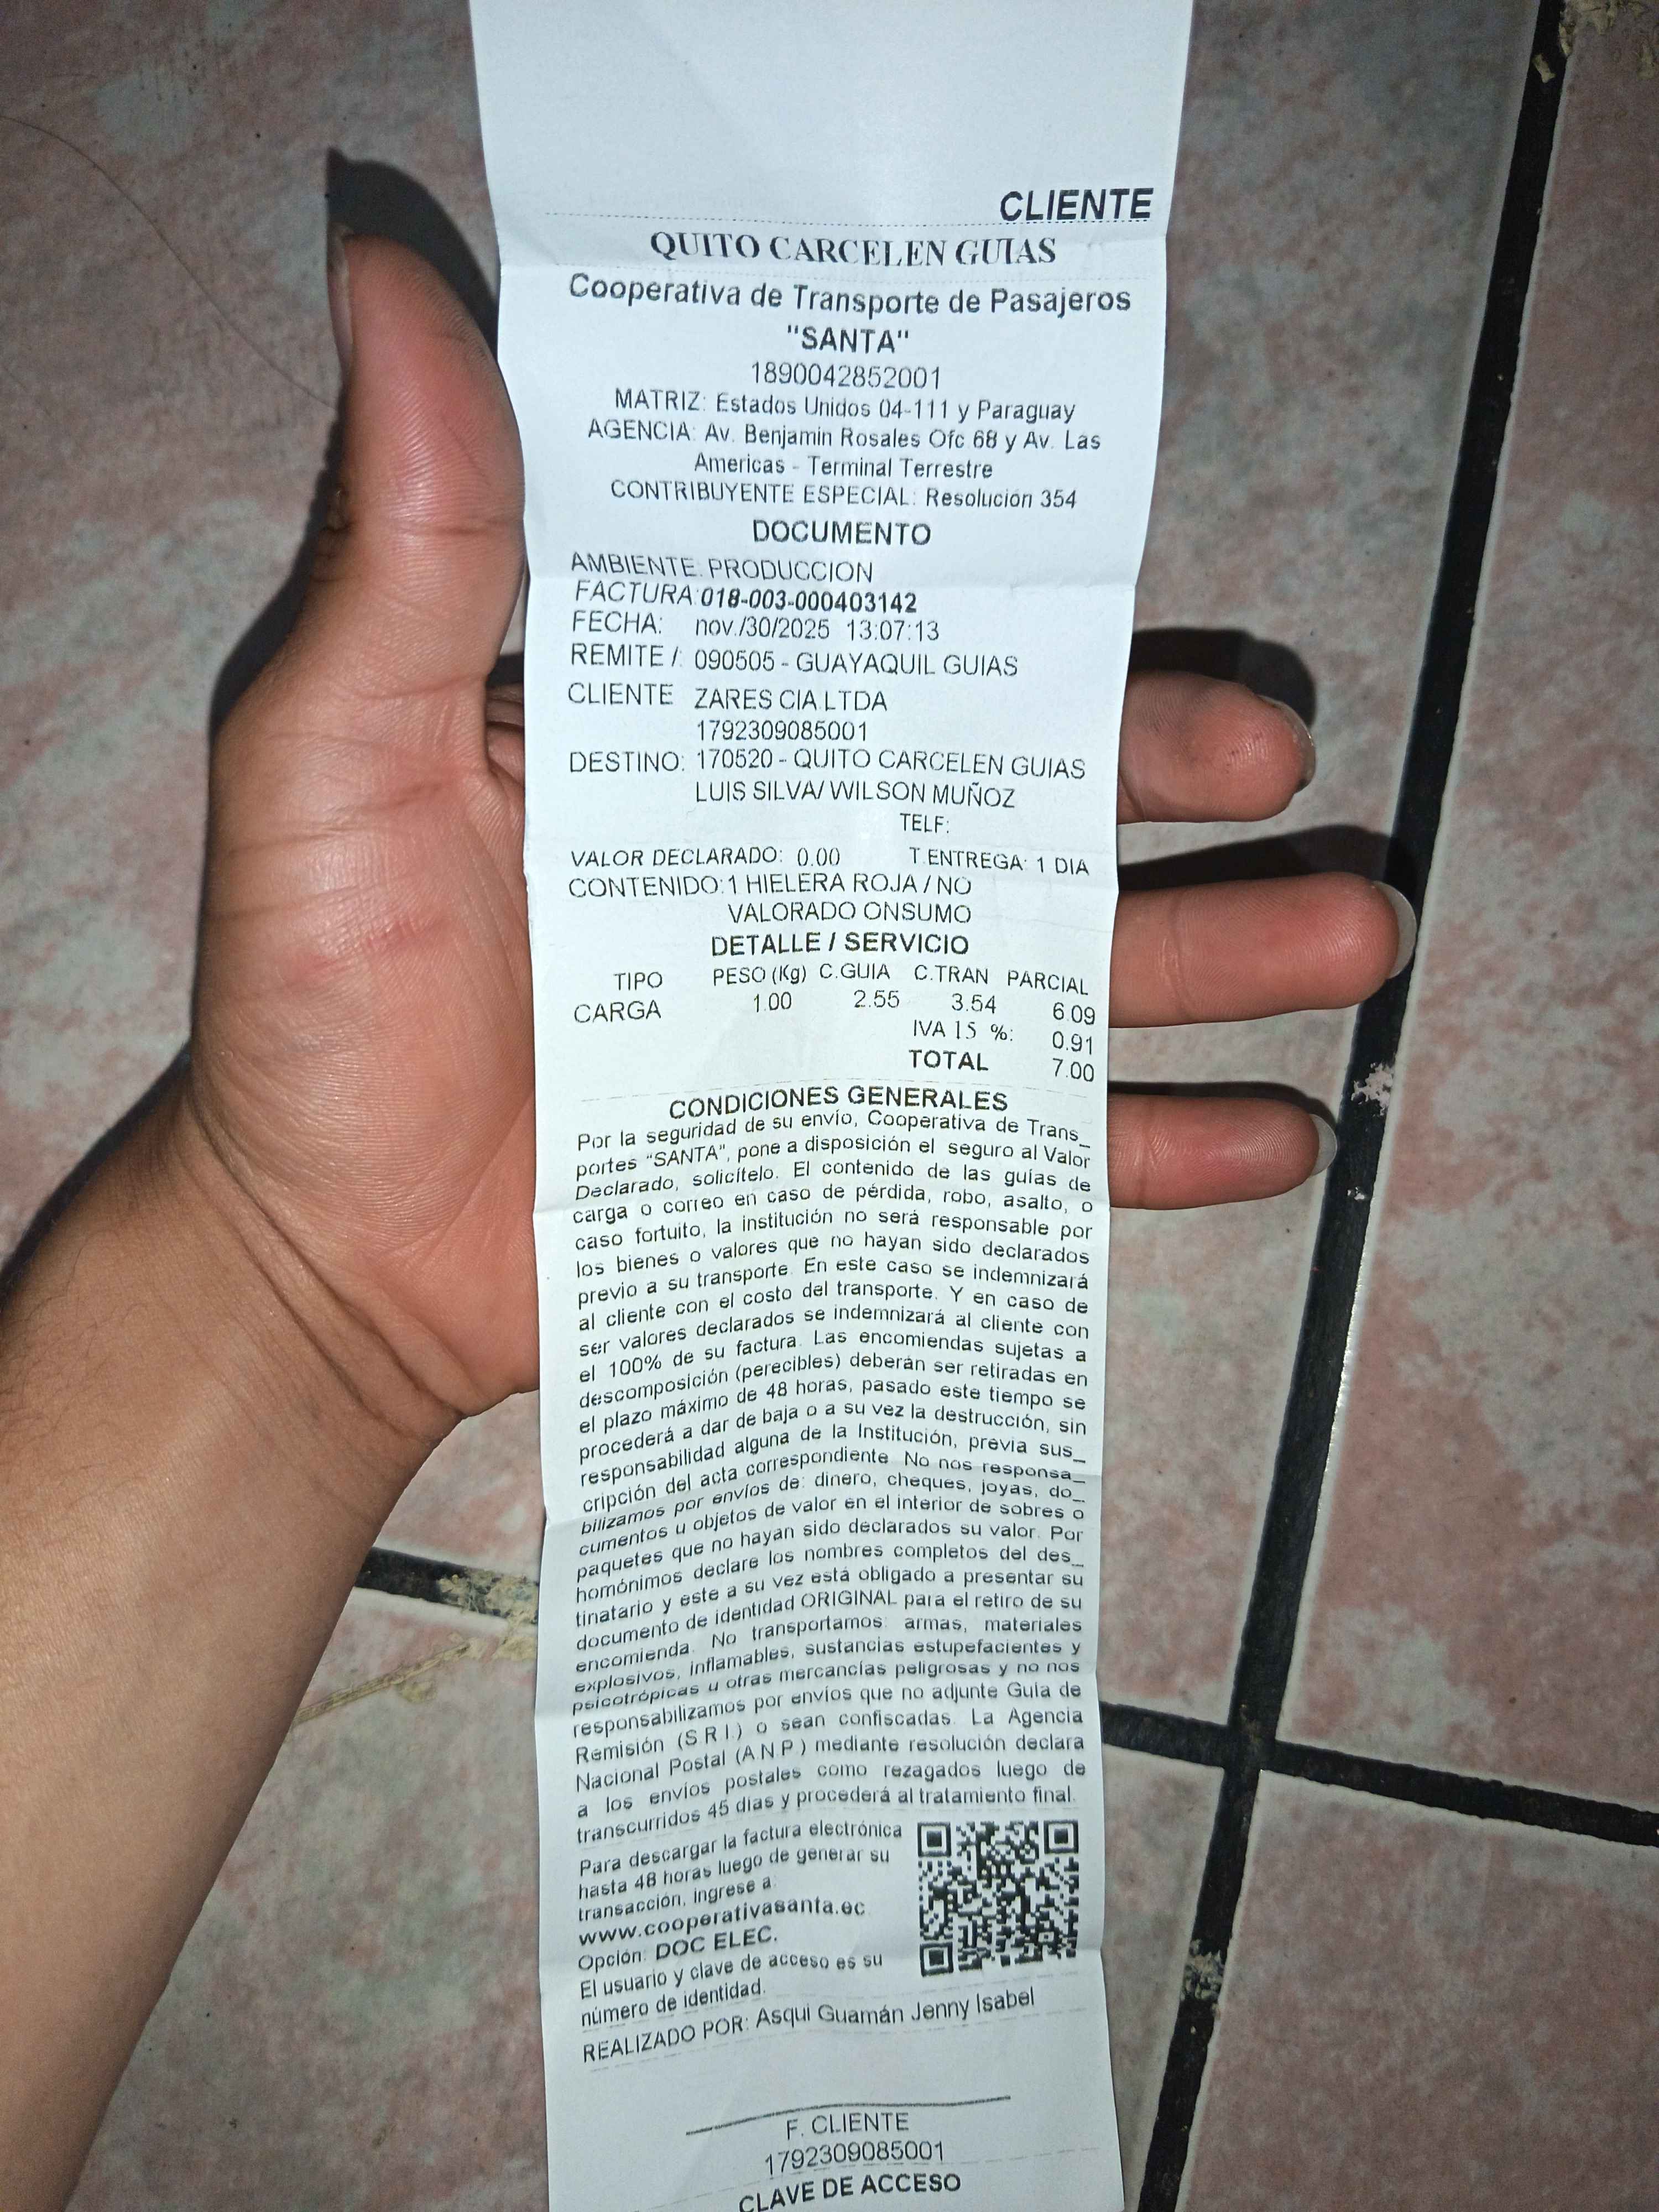 CLIENTE
QUITO CARCELEN GUIAS
Cooperativa de Transporte de Pasajeros
"SANTA"
1890042852001
MATRIZ: Estados Unidos 04-111 y Paraguay
AGENCIA: Av. Benjamin Rosales Ofc 68 y Av. Las
Americas - Terminal Terrestre
CONTRIBUYENTE ESPECIAL: Resolución 354
DOCUMENTO
AMBIENTE: PRODUCCION
FACTURA:018-003-000403142
FECHA: nov./30/2025 13:07:13
REMITE /: 090505 - GUAYAQUIL GUIAS
CLIENTE ZARES CIA.LTDA
1792309085001
DESTINO: 170520 - QUITO CARCELEN GUIAS
LUIS SILVA/ WILSON MUÑOZ
TELF:
VALOR DECLARADO: 0.00 T.ENTREGA: 1 DIA
CONTENIDO:1 HIELERA ROJA / NO
VALORADO ONSUMO
DETALLE / SERVICIO
TIPO PESO (Kg) C.GUIA C.TRAN PARCIAL
CARGA 1.00 2.55 3.54 6.09
IVA 15 %: 0.91
TOTAL 7.00
CONDICIONES GENERALES
Por la seguridad de su envío, Cooperativa de Trans_
portes "SANTA", pone a disposición el seguro al Valor
Declarado, solicítelo. El contenido de las guías de
carga o correo en caso de pérdida, robo, asalto, o
caso fortuito, la institución no será responsable por
los bienes o valores que no hayan sido declarados
previo a su transporte. En este caso se indemnizará
al cliente con el costo del transporte. Y en caso de
ser valores declarados se indemnizará al cliente con
el 100% de su factura. Las encomiendas sujetas a
descomposición (perecibles) deberán ser retiradas en
el plazo máximo de 48 horas, pasado este tiempo se
procederá a dar de baja o a su vez la destrucción, sin
responsabilidad alguna de la Institución, previa sus_
cripción del acta correspondiente. No nos responsa_
bilizamos por envíos de: dinero, cheques, joyas, do_
cumentos u objetos de valor en el interior de sobres o
paquetes que no hayan sido declarados su valor. Por
homónimos declare los nombres completos del des_
tinatario y éste a su vez está obligado a presentar su
documento de identidad ORIGINAL para el retiro de su
encomienda. No transportamos: armas, materiales
explosivos, inflamables, sustancias estupefacientes y
psicotrópicas u otras mercancías peligrosas y no nos
responsabilizamos por envíos que no adjunte Guía de
Remisión (S.R.I.) o sean confiscadas. La Agencia
Nacional Postal (A.N.P.) mediante resolución declara
a los envíos postales como rezagados luego de
transcurridos 45 días y procederá al tratamiento final.
Para descargar la factura electrónica
hasta 48 horas luego de generar su
transacción, ingrese a:
www.cooperativasanta.ec
Opción: DOC ELEC.
El usuario y clave de acceso es su
número de identidad.
REALIZADO POR: Asqui Guamán Jenny Isabel
F. CLIENTE
1792309085001
CLAVE DE ACCESO